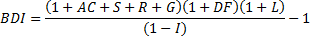 BDI = (1 + AC + S + R + G)(1 + DF)(1 + L) / (1 - I) - 1